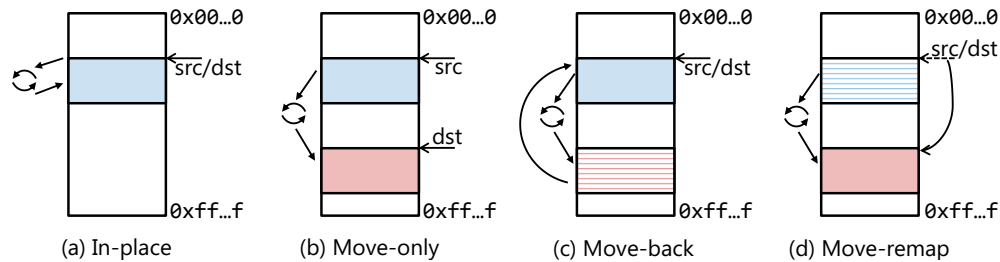 0x00…0
src/dst
0xff…f
(a) In-place
0x00…0
src
dst
0xff…f
(b) Move-only
0x00…0
src/dst
0xff…f
(c) Move-back
0x00…0
src/dst
0xff…f
(d) Move-remap